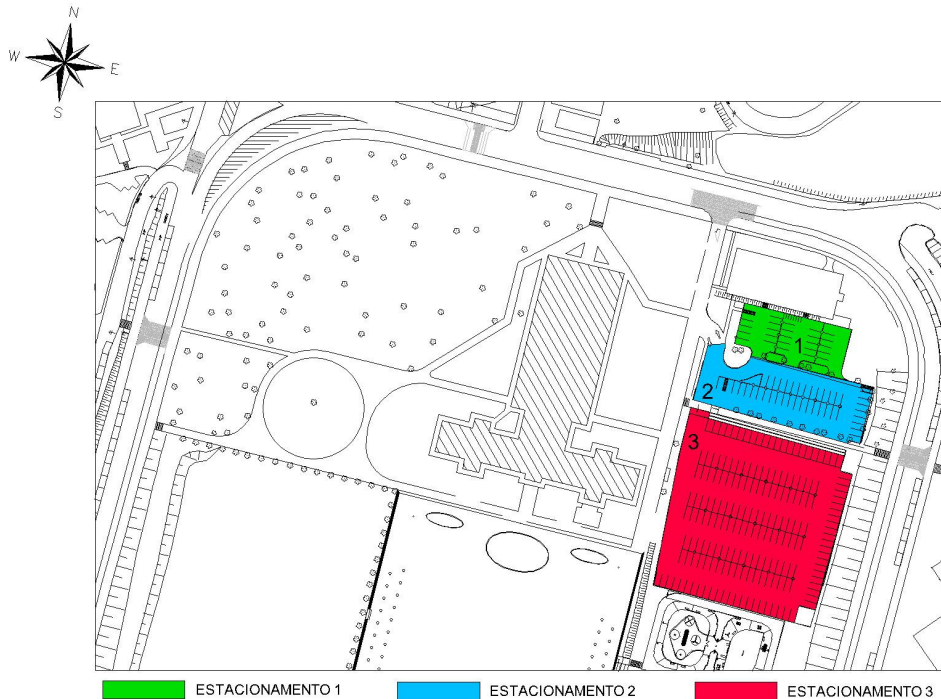 N
W
E
S
1
2
3
ESTACIONAMENTO 1
ESTACIONAMENTO 2
ESTACIONAMENTO 3